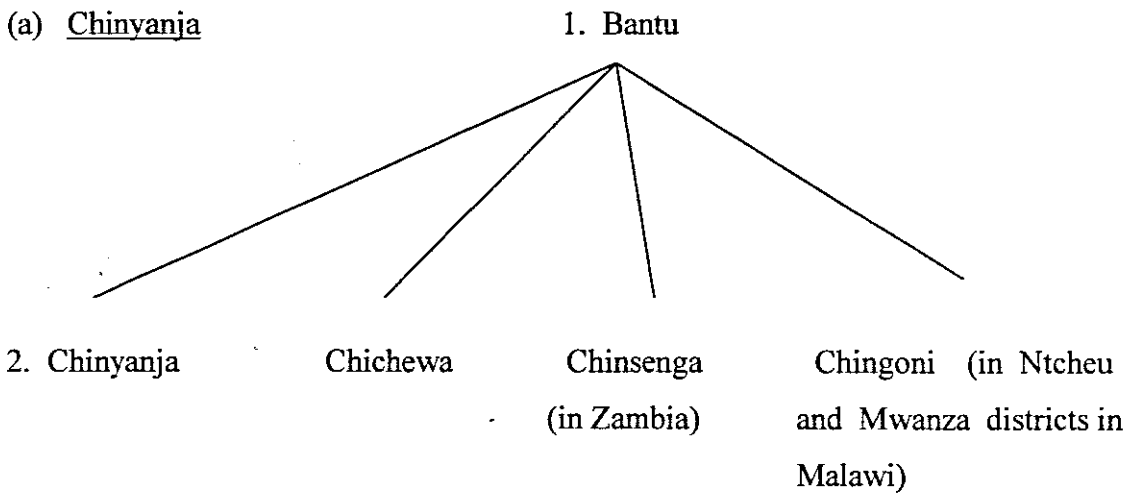 (a) Chinyanja 1. Bantu
2. Chinyanja Chichewa Chinsenga Chingoni (in Ntcheu
(in Zambia) and Mwanza districts in
Malawi)